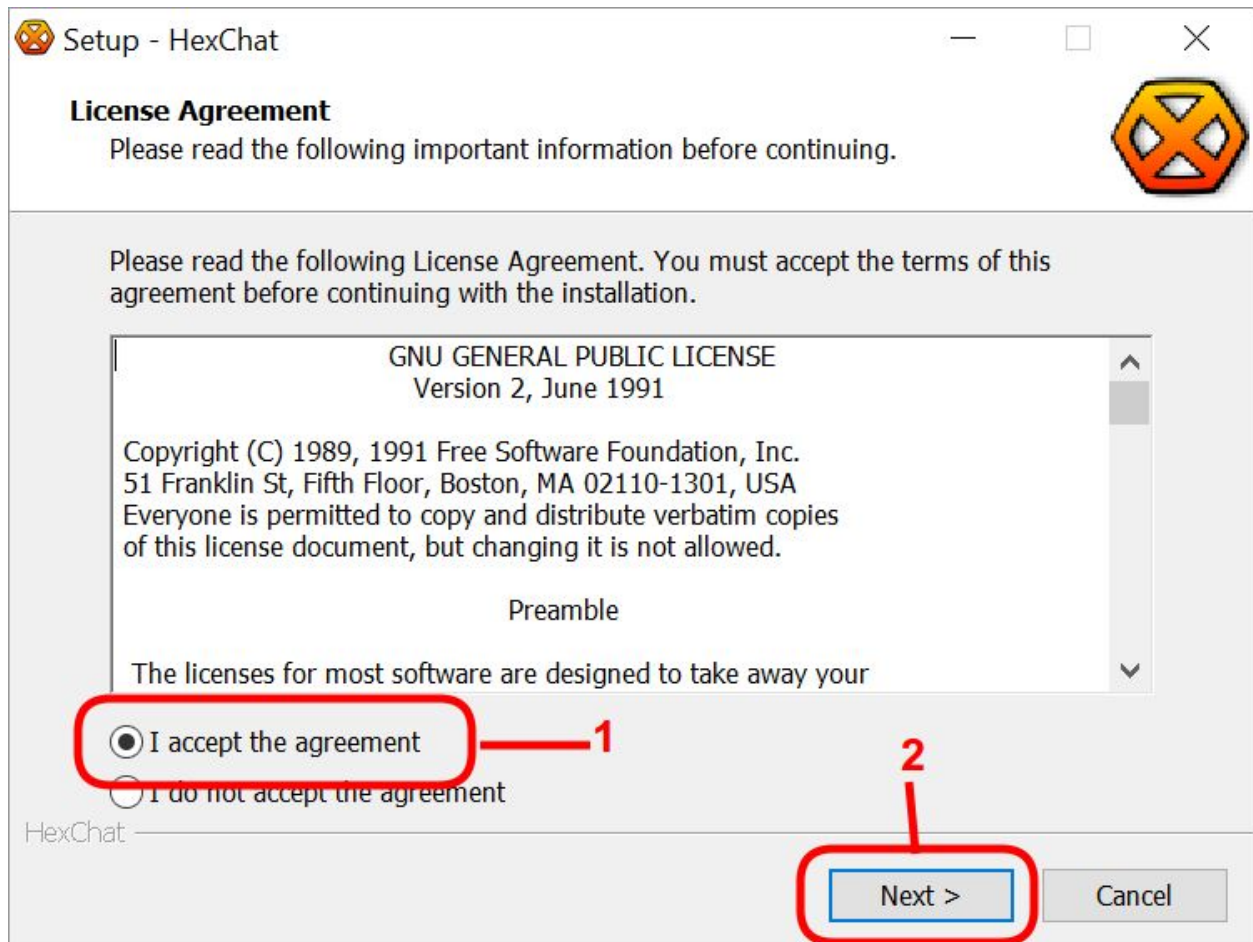 Setup - HexChat
License Agreement
Please read the following important information before continuing.
Please read the following License Agreement. You must accept the terms of this
agreement before continuing with the installation.
GNU GENERAL PUBLIC LICENSE
Version 2, June 1991
Copyright (C) 1989, 1991 Free Software Foundation, Inc.
51 Franklin St, Fifth Floor, Boston, MA 02110-1301, USA
Everyone is permitted to copy and distribute verbatim copies
of this license document, but changing it is not allowed.
Preamble
The licenses for most software are designed to take away your
I accept the agreement 1
I do not accept the agreement
2
HexChat
Next > Cancel